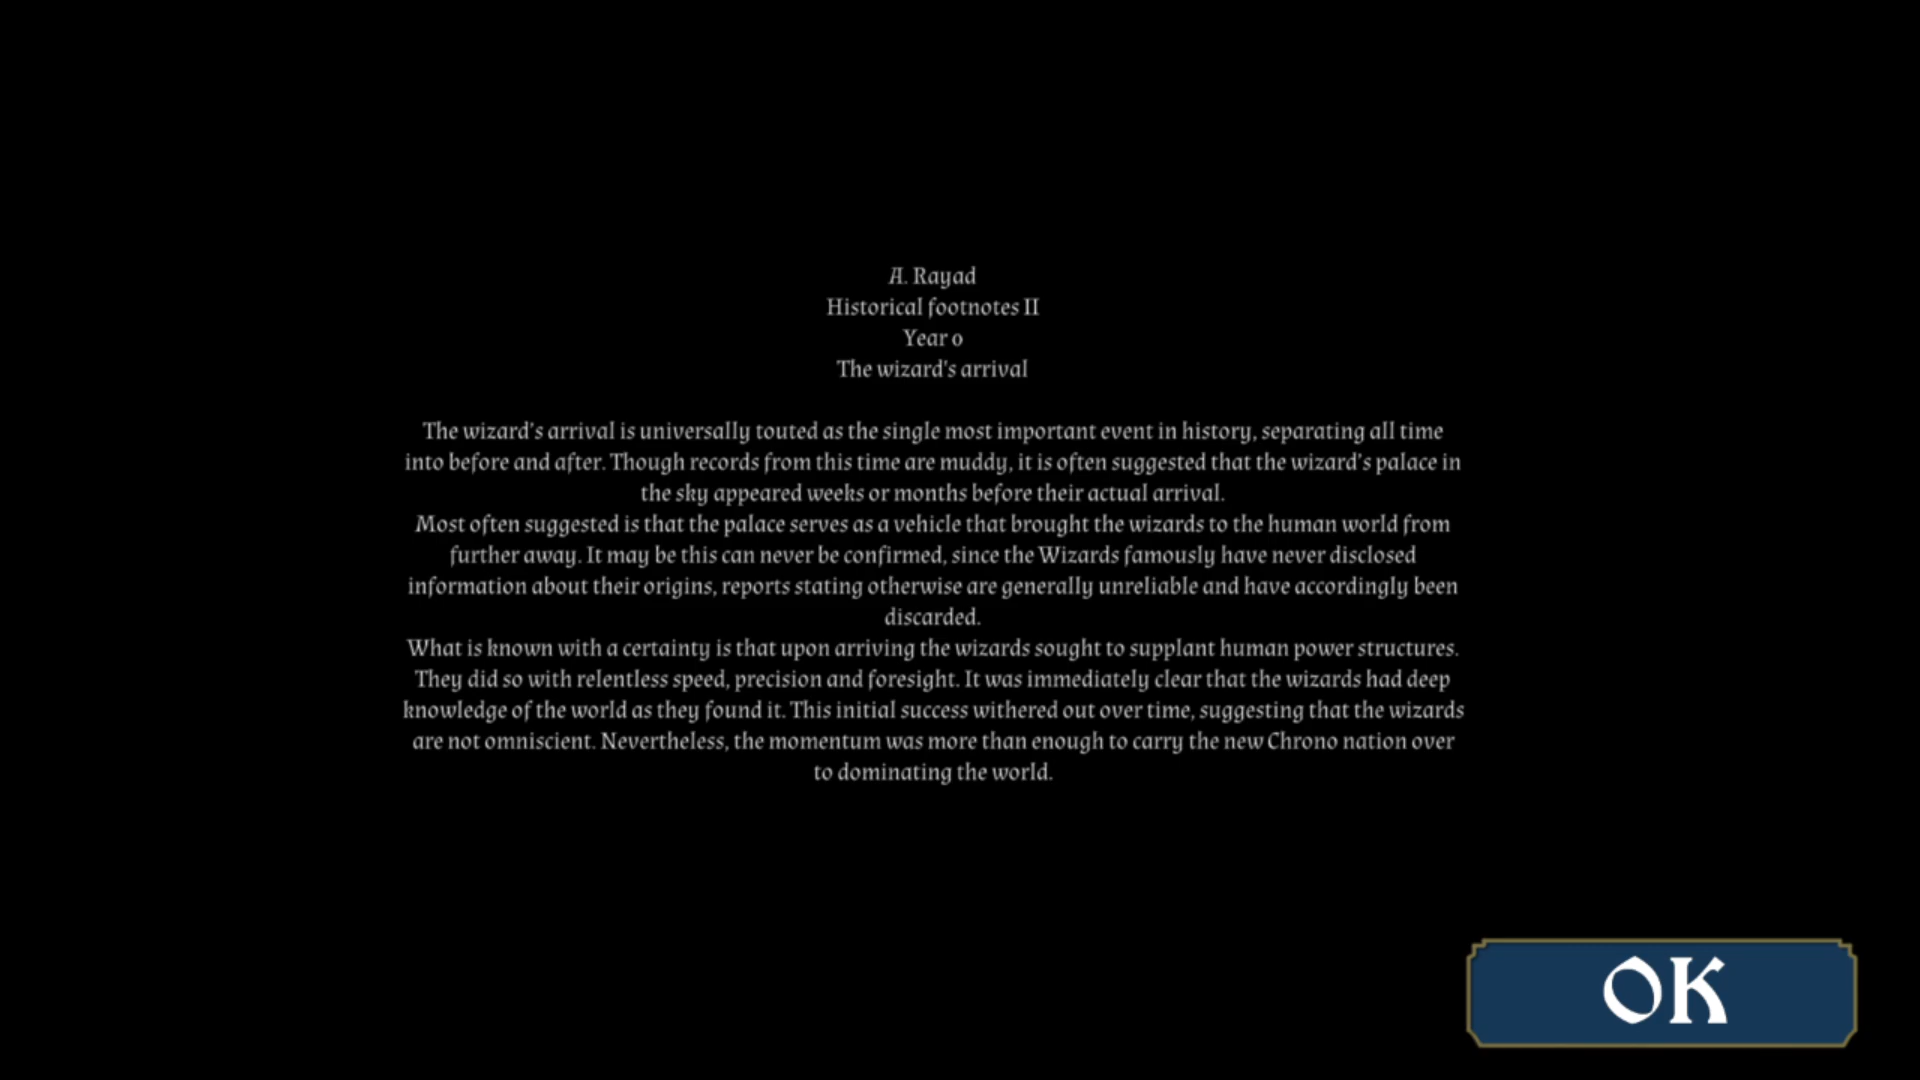 A. Rayad
Historical footnotes II
Year 0
The wizard's arrival
The wizard's arrival is universally touted as the single most important event in history, separating all time
into before and after. Though records from this time are muddy, it is often suggested that the wizard's palace in
the sky appeared weeks or months before their actual arrival.
Most often suggested is that the palace serves as a vehicle that brought the wizards to the human world from
further away. It may be this can never be confirmed, since the Wizards famously have never disclosed
information about their origins, reports stating otherwise are generally unreliable and have accordingly been
discarded.
What is known with a certainty is that upon arriving the wizards sought to supplant human power structures.
They did so with relentless speed, precision and foresight. It was immediately clear that the wizards had deep
knowledge of the world as they found it. This initial success withered out over time, suggesting that the wizards
are not omniscient. Nevertheless, the momentum was more than enough to carry the new Chrono nation over
to dominating the world.
OK